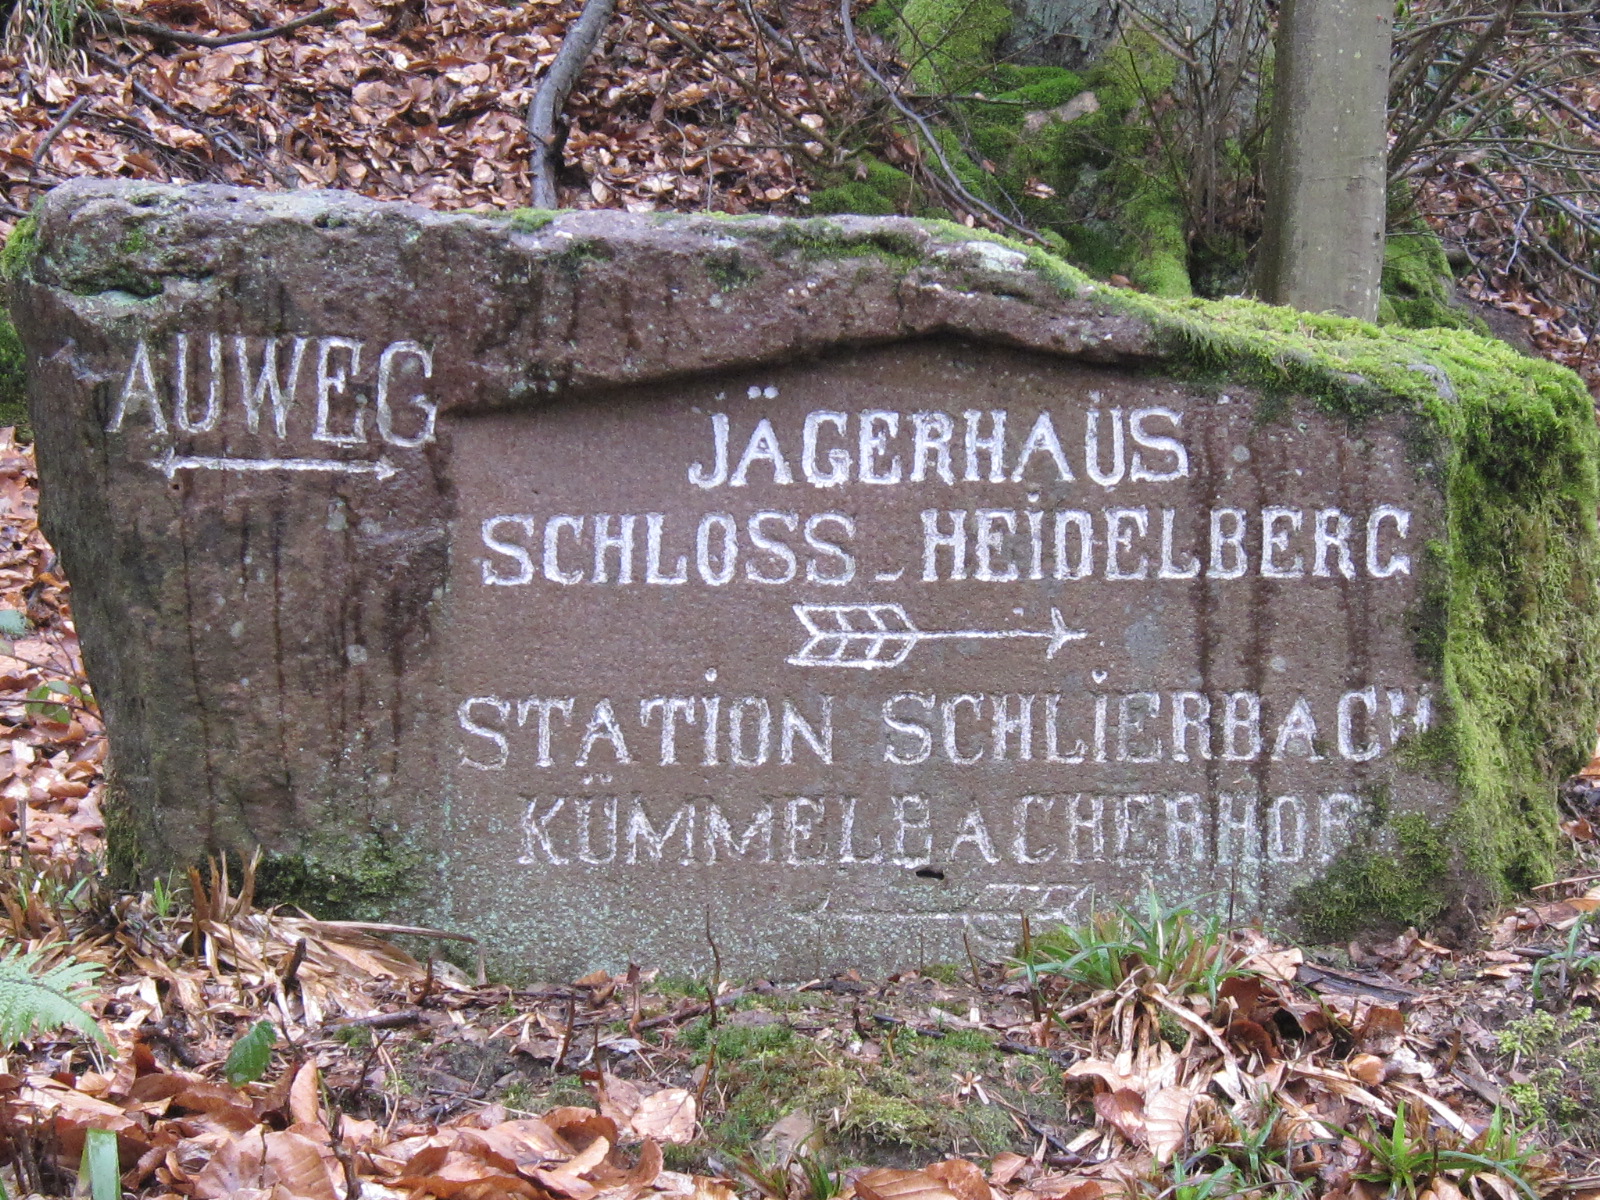 AUWEG
JÄGERHAUS
SCHLOSS-HEIDELBERG
STATION SCHLIERBACH
KÜMMELBACHERHOF